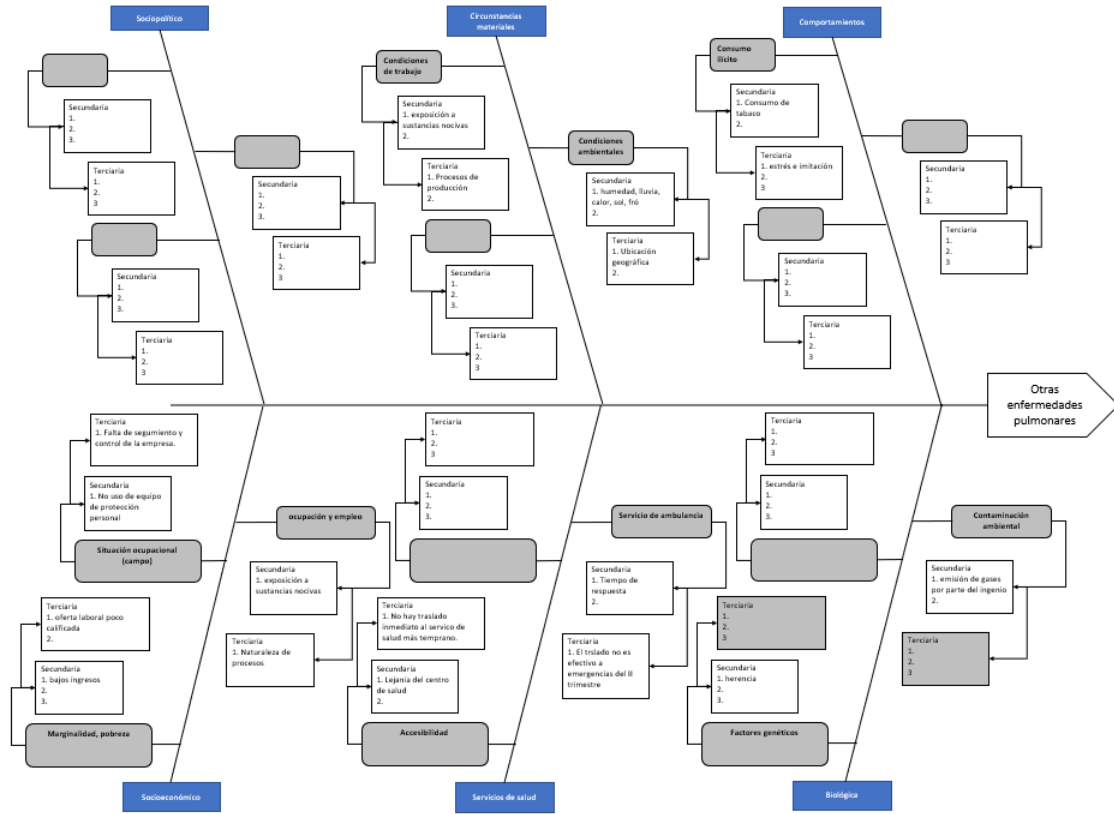 Sociopolítico
Circunstancias
materiales
Comportamientos
Secundaria
1.
2.
3.
Terciaria
1.
2.
3
Secundaria
1.
2.
3.
Terciaria
1.
2.
3
Secundaria
1.
2.
3.
Terciaria
1.
2.
3
Condiciones
de trabajo
Secundaria
1. exposición a
sustancias nocivas
2.
Terciaria
1. Procesos de
producción
2.
Condiciones
ambientales
Secundaria
1. humedad, lluvia,
calor, sol, fró
2.
Terciaria
1. Ubicación
geográfica
2.
Secundaria
1.
2.
3.
Terciaria
1.
2.
3
Consumo
ilícito
Secundaria
1. Consumo de
tabaco
2.
Terciaria
1. estrés e imitación
2.
3
Secundaria
1.
2.
3.
Terciaria
1.
2.
3
Secundaria
1.
2.
3.
Terciaria
1.
2.
3
Otras
enfermedades
pulmonares
Terciaria
1. Falta de segumiento y
control de la empresa.
Secundaria
1. No uso de equipo
de protección
personal
Situación ocupacional
(campo)
ocupación y empleo
Secundaria
1. exposición a
sustancias nocivas
Terciaria
1. Naturaleza de
procesos
Terciaria
1. oferta laboral poco
calificada
2.
Secundaria
1. bajos ingresos
2.
3.
Marginalidad, pobreza
Socioeconómico
Terciaria
1.
2.
3
Secundaria
1.
2.
3.
Servicio de ambulancia
Secundaria
1. Tiempo de
respuesta
2.
Terciaria
1. El trslado no es
efectivo a
emergencias del II
trimestre
Terciaria
1. No hay traslado
inmediato al servico de
salud más temprano.
Secundaria
1. Lejanía del centro
de salud
2.
Accesibilidad
Servicios de salud
Terciaria
1.
2.
3
Secundaria
1.
2.
3.
Contaminación
ambiental
Secundaria
1. emisión de gases
por parte del ingenio
2.
Terciaria
1.
2.
3
Terciaria
1.
2.
3
Secundaria
1. herencia
2.
3.
Factores genéticos
Biológica